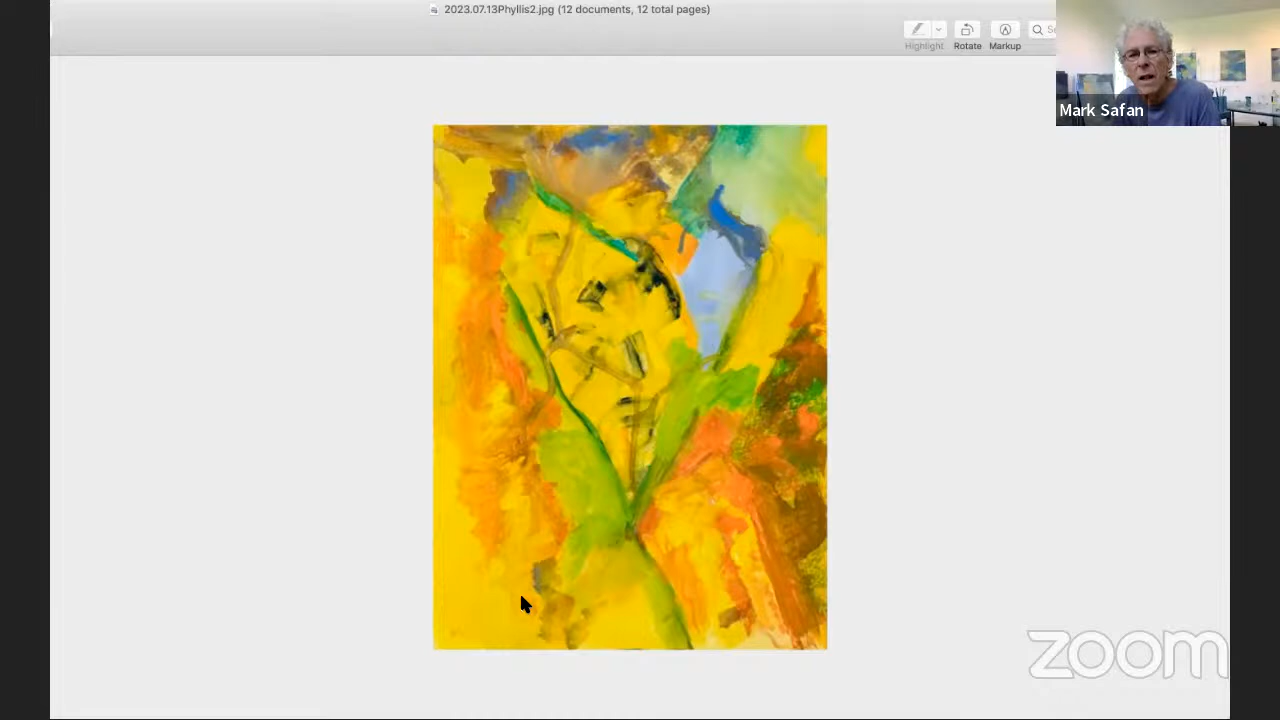 2023.07.13Phyllis2.jpg (12 documents, 12 total pages)
Highlight
Rotate
Markup
Mark Safan
zoom